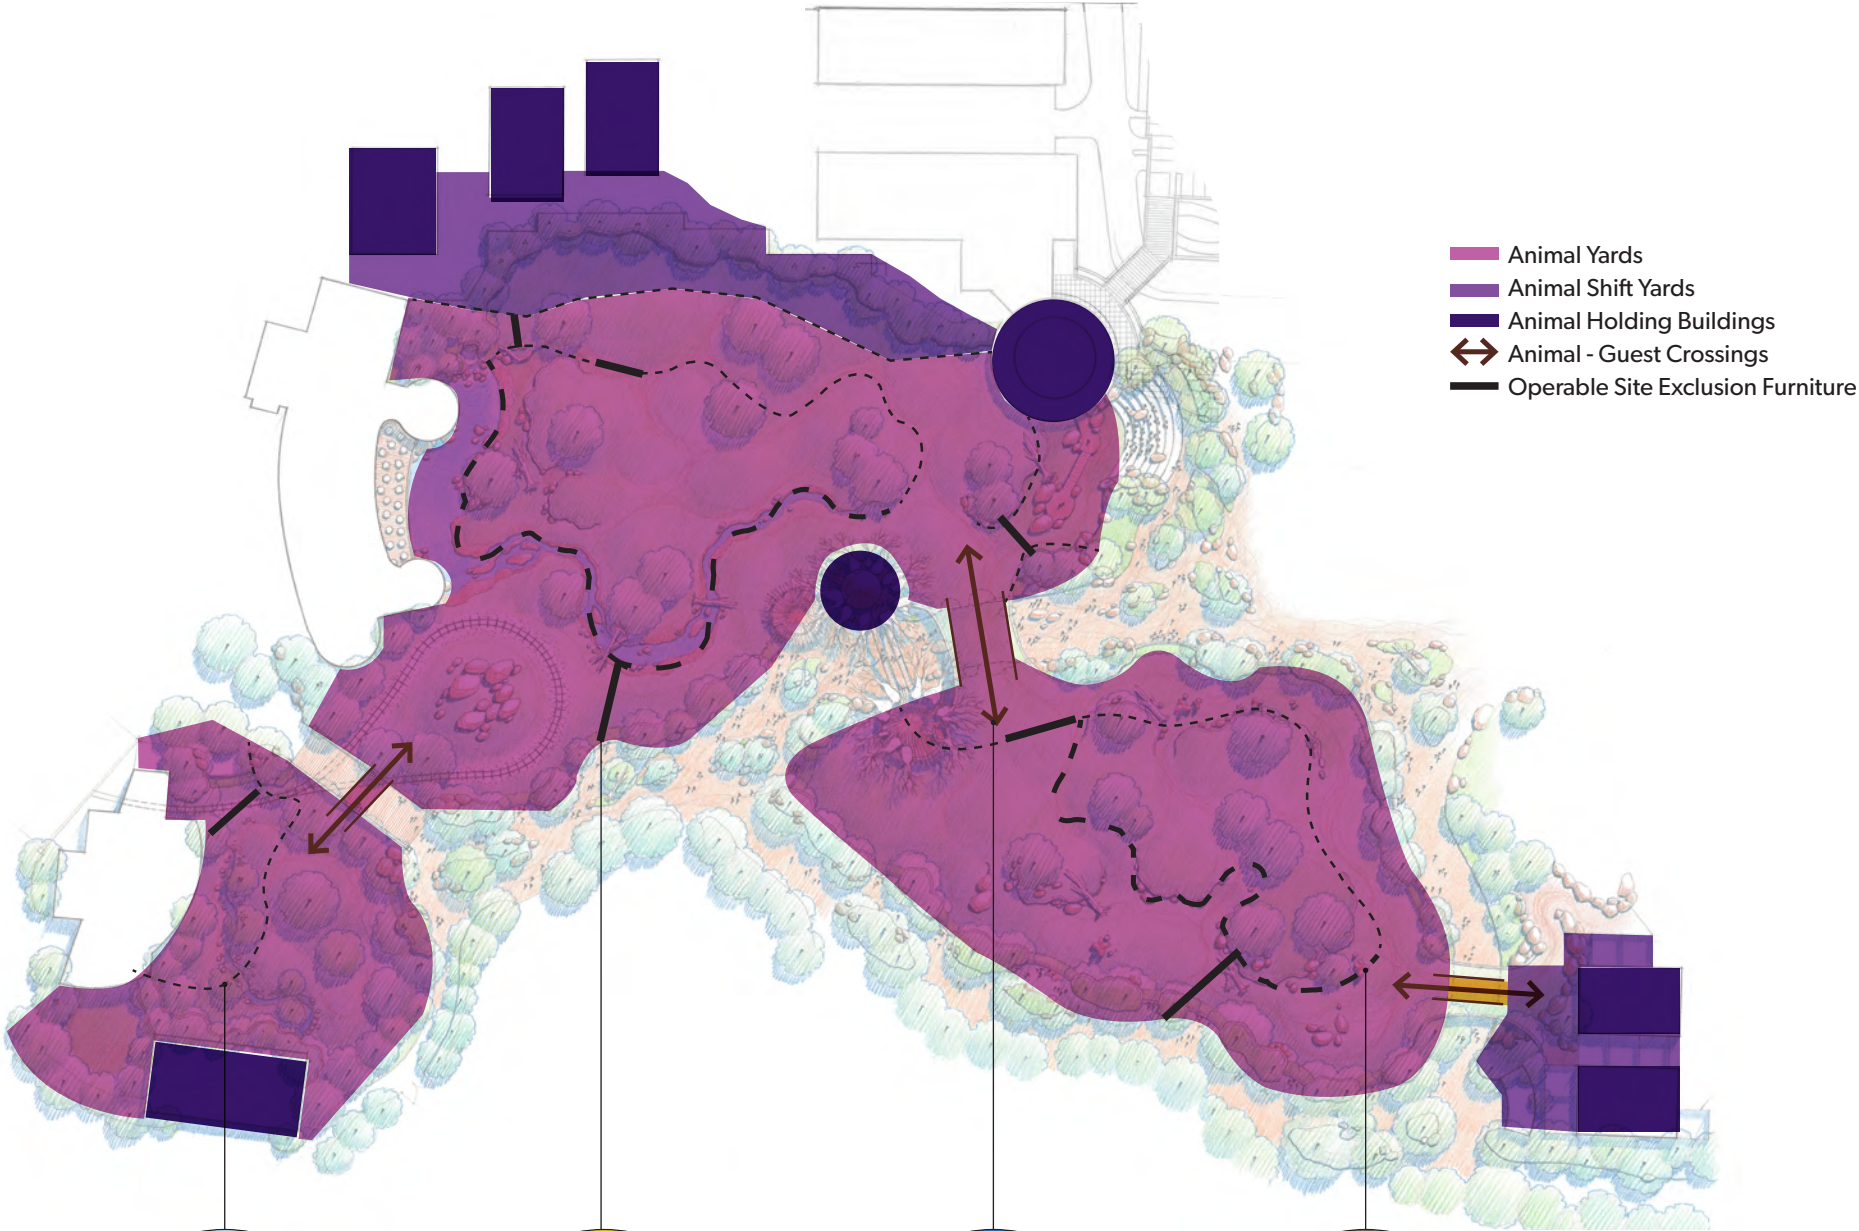 Animal Yards
Animal Shift Yards
Animal Holding Buildings
Animal - Guest Crossings
Operable Site Exclusion Furniture